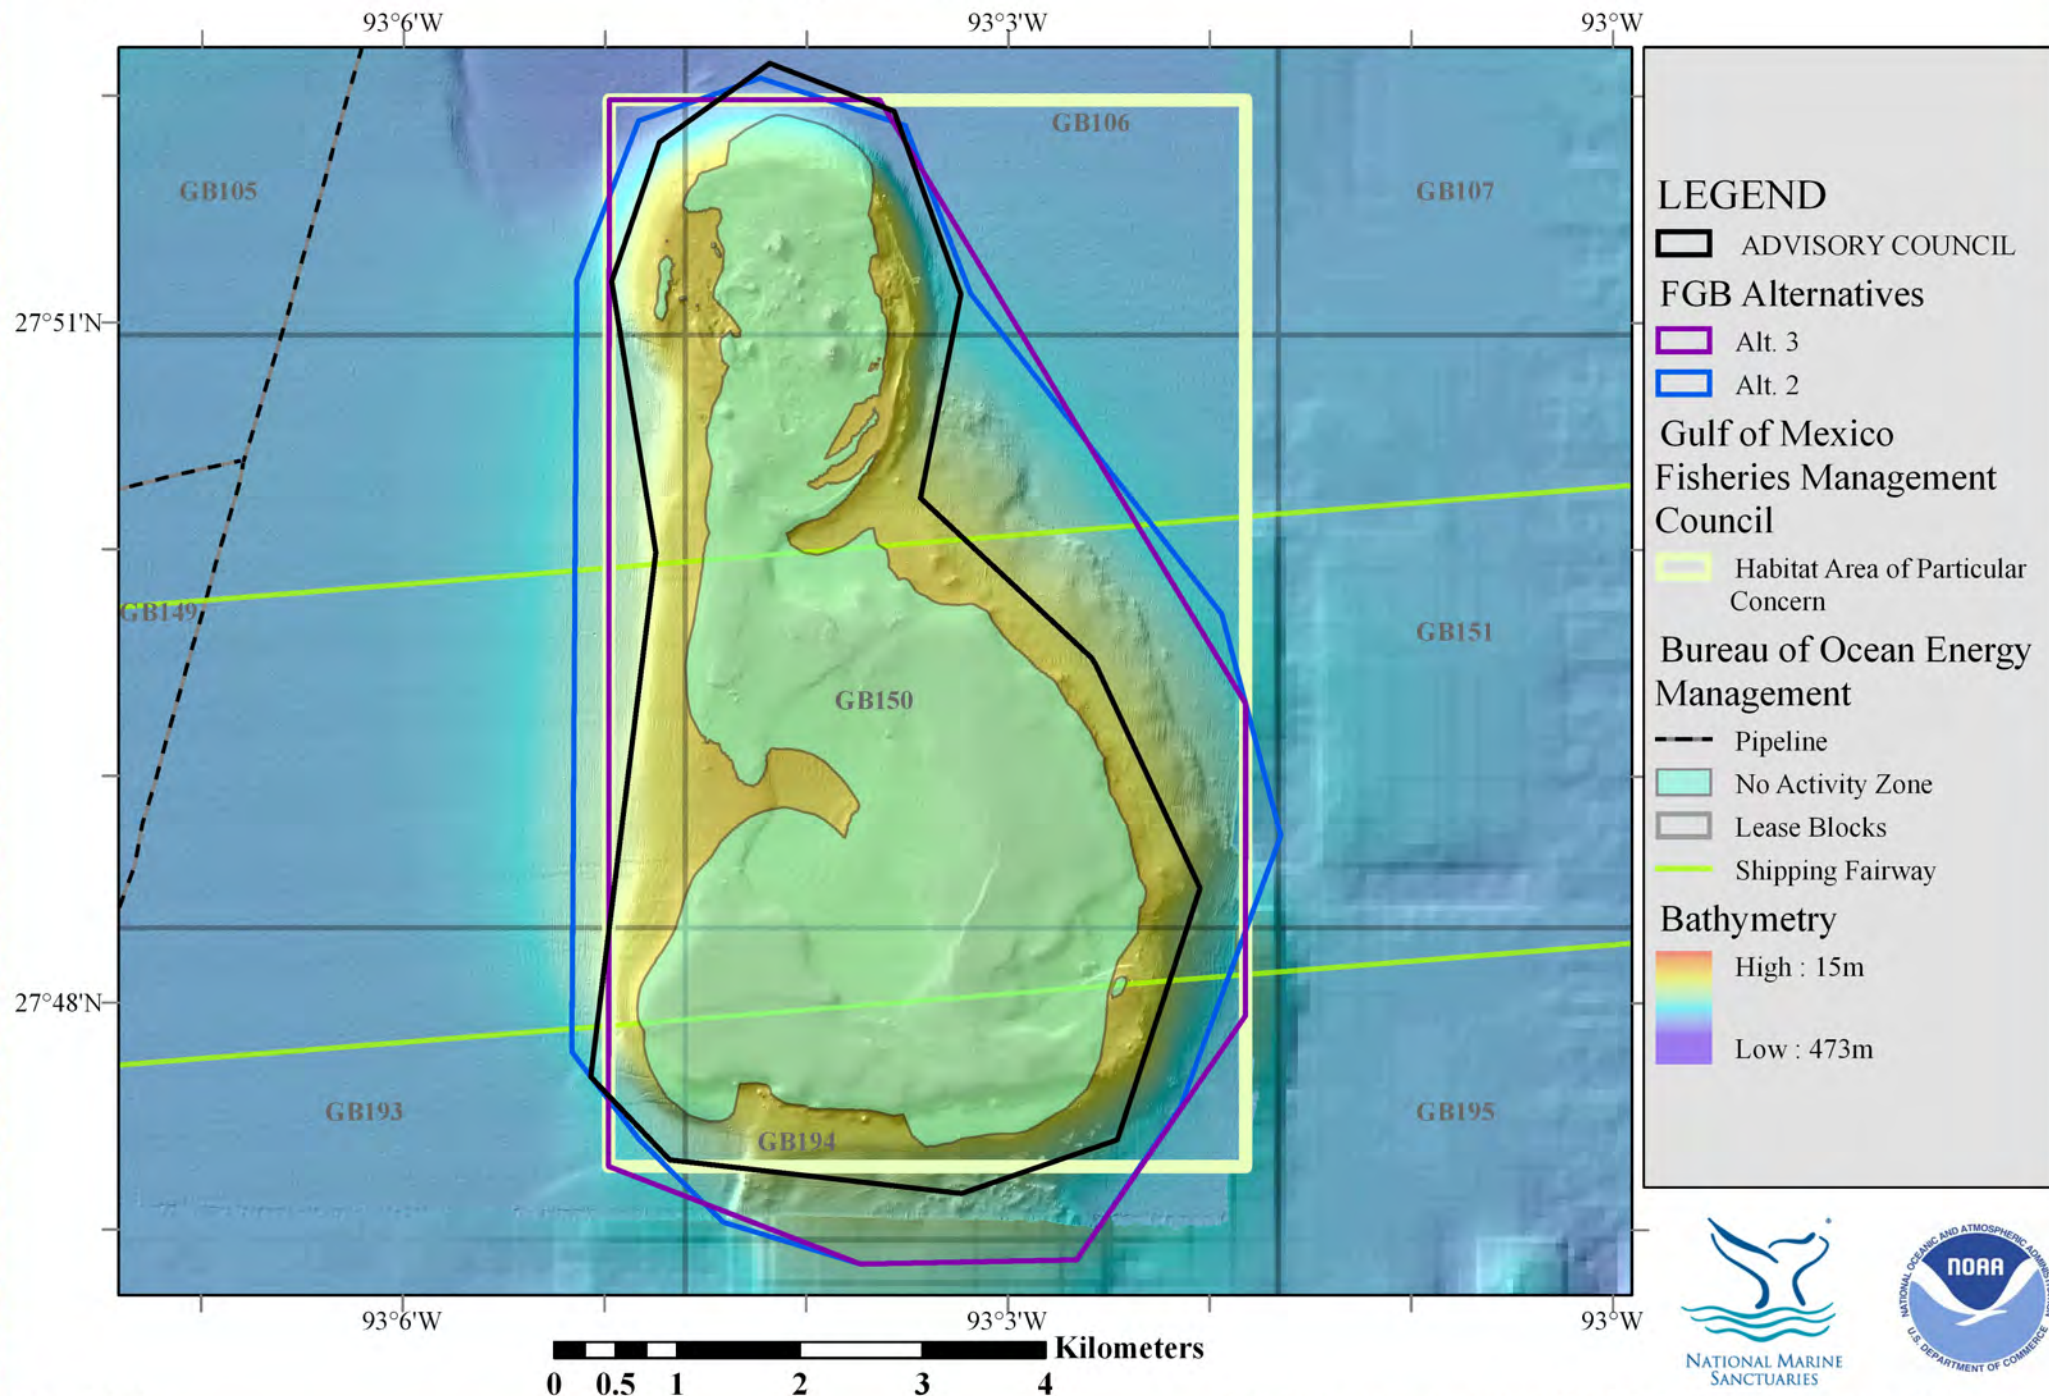 93°6'W
93°3'W
93°W
GB106
GB105
GB107
27°51'N
GB149
GB151
GB150
27°48'N
GB193
GB195
GB194
93°6'W
93°3'W
93°W
Kilometers
0 0.5 1 2 3 4
LEGEND
ADVISORY COUNCIL
FGB Alternatives
Alt. 3
Alt. 2
Gulf of Mexico
Fisheries Management
Council
Habitat Area of Particular
Concern
Bureau of Ocean Energy
Management
Pipeline
No Activity Zone
Lease Blocks
Shipping Fairway
Bathymetry
High : 15m
Low : 473m
NATIONAL MARINE
SANCTUARIES
NATIONAL OCEANIC AND ATMOSPHERIC
NOAA
U.S. DEPARTMENT OF COMMERCE